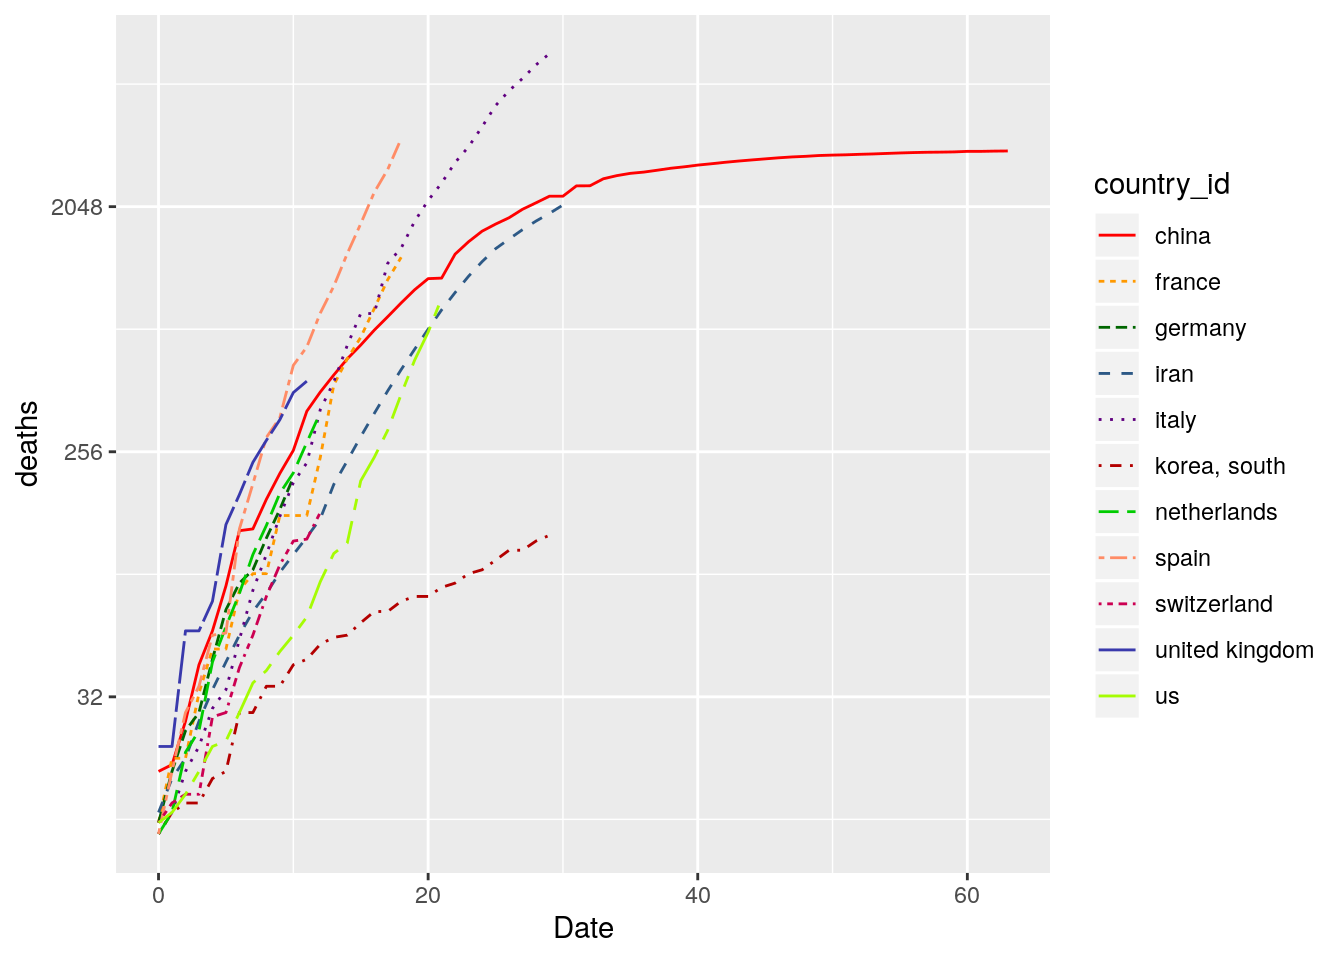 deaths
2048
256
32
0
20
40
60
Date
country_id
china
france
germany
iran
italy
korea, south
netherlands
spain
switzerland
united kingdom
us